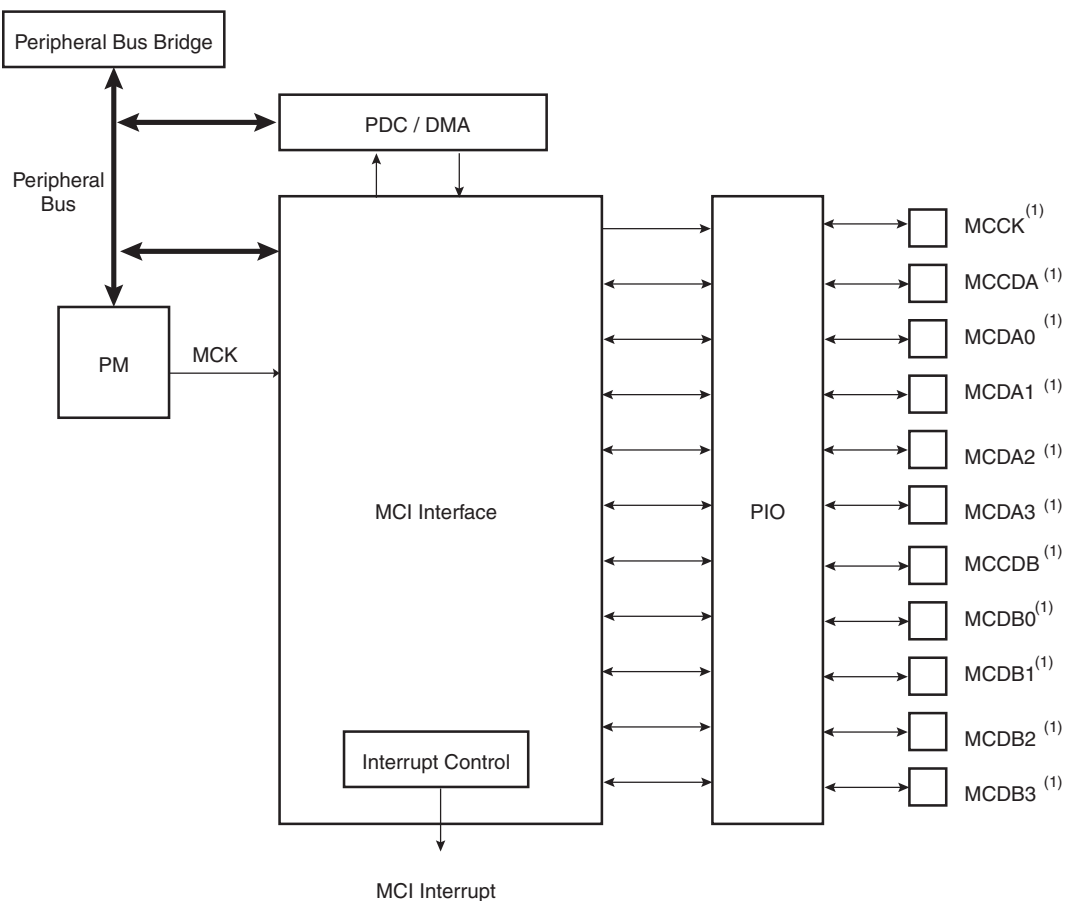 Peripheral Bus Bridge
PDC / DMA
Peripheral
Bus
MCCK(1)
MCCDA (1)
MCDA0 (1)
PM
MCK
MCDA1 (1)
MCDA2 (1)
MCI Interface
PIO
MCDA3 (1)
MCCDB (1)
MCDB0(1)
MCDB1(1)
MCDB2 (1)
Interrupt Control
MCDB3 (1)
MCI Interrupt